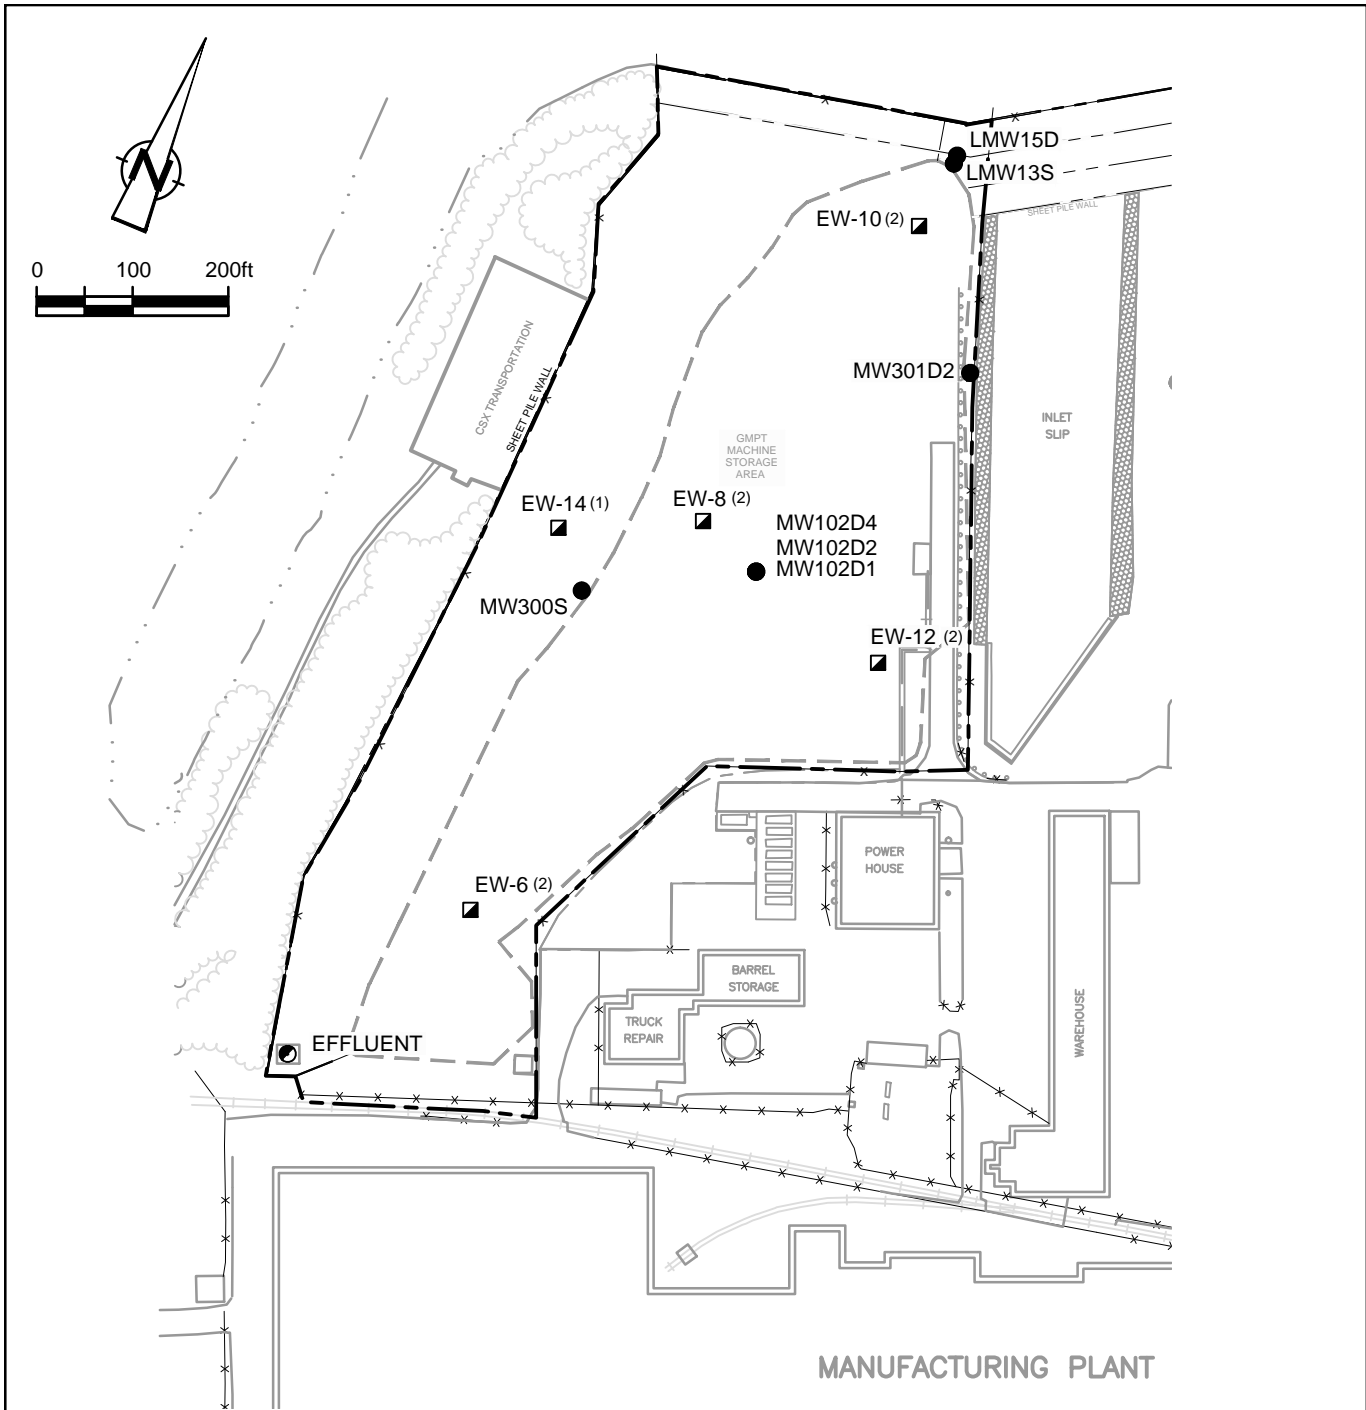 N
0 100 200ft
LMW15D
LMW13S
SHEET PILE WALL
EW-10 (2)
MW301D2
CSX TRANSPORTATION
SHEET PILE WALL
INLET
SLIP
GMPT
MACHINE
STORAGE
AREA
EW-14 (1)
EW-8 (2)
MW102D4
MW102D2
MW102D1
MW300S
EW-12 (2)
POWER
HOUSE
EW-6 (2)
BARREL
STORAGE
TRUCK
REPAIR
WAREHOUSE
EFFLUENT
MANUFACTURING PLANT